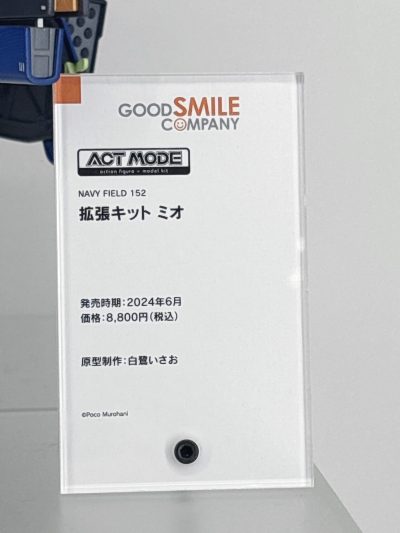 GOOD SMILE
COMPANY
ACT MODE
action figure + model kit
NAVY FIELD 152
拡張キット ミオ
発売時期：2024年6月
価格：8,800円（税込）
原型制作：白鷺いさお
©Poco Murohani